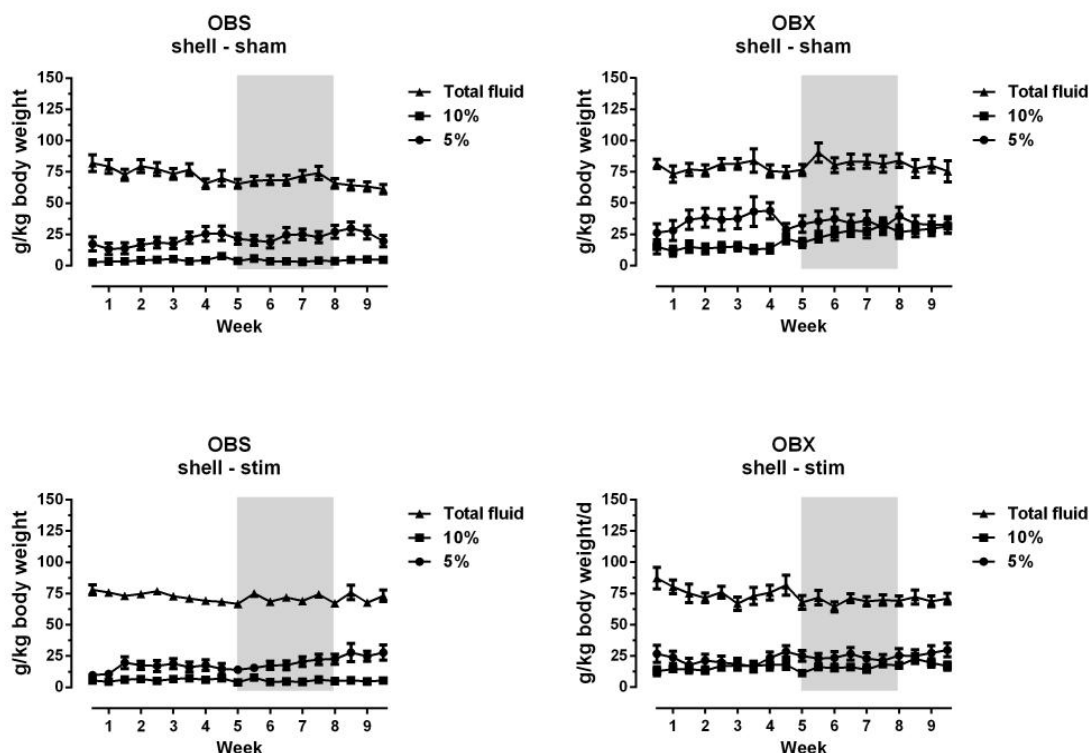 OBS
shell - sham
g/kg body weight
150
125
100
75
50
25
0
1 2 3 4 5 6 7 8 9
Week
Total fluid
10%
5%
OBX
shell - sham
g/kg body weight
150
125
100
75
50
25
0
1 2 3 4 5 6 7 8 9
Week
Total fluid
10%
5%
OBS
shell - stim
g/kg body weight
150
125
100
75
50
25
0
1 2 3 4 5 6 7 8 9
Week
Total fluid
10%
5%
OBX
shell - stim
g/kg body weight/d
150
125
100
75
50
25
0
1 2 3 4 5 6 7 8 9
Week
Total fluid
10%
5%